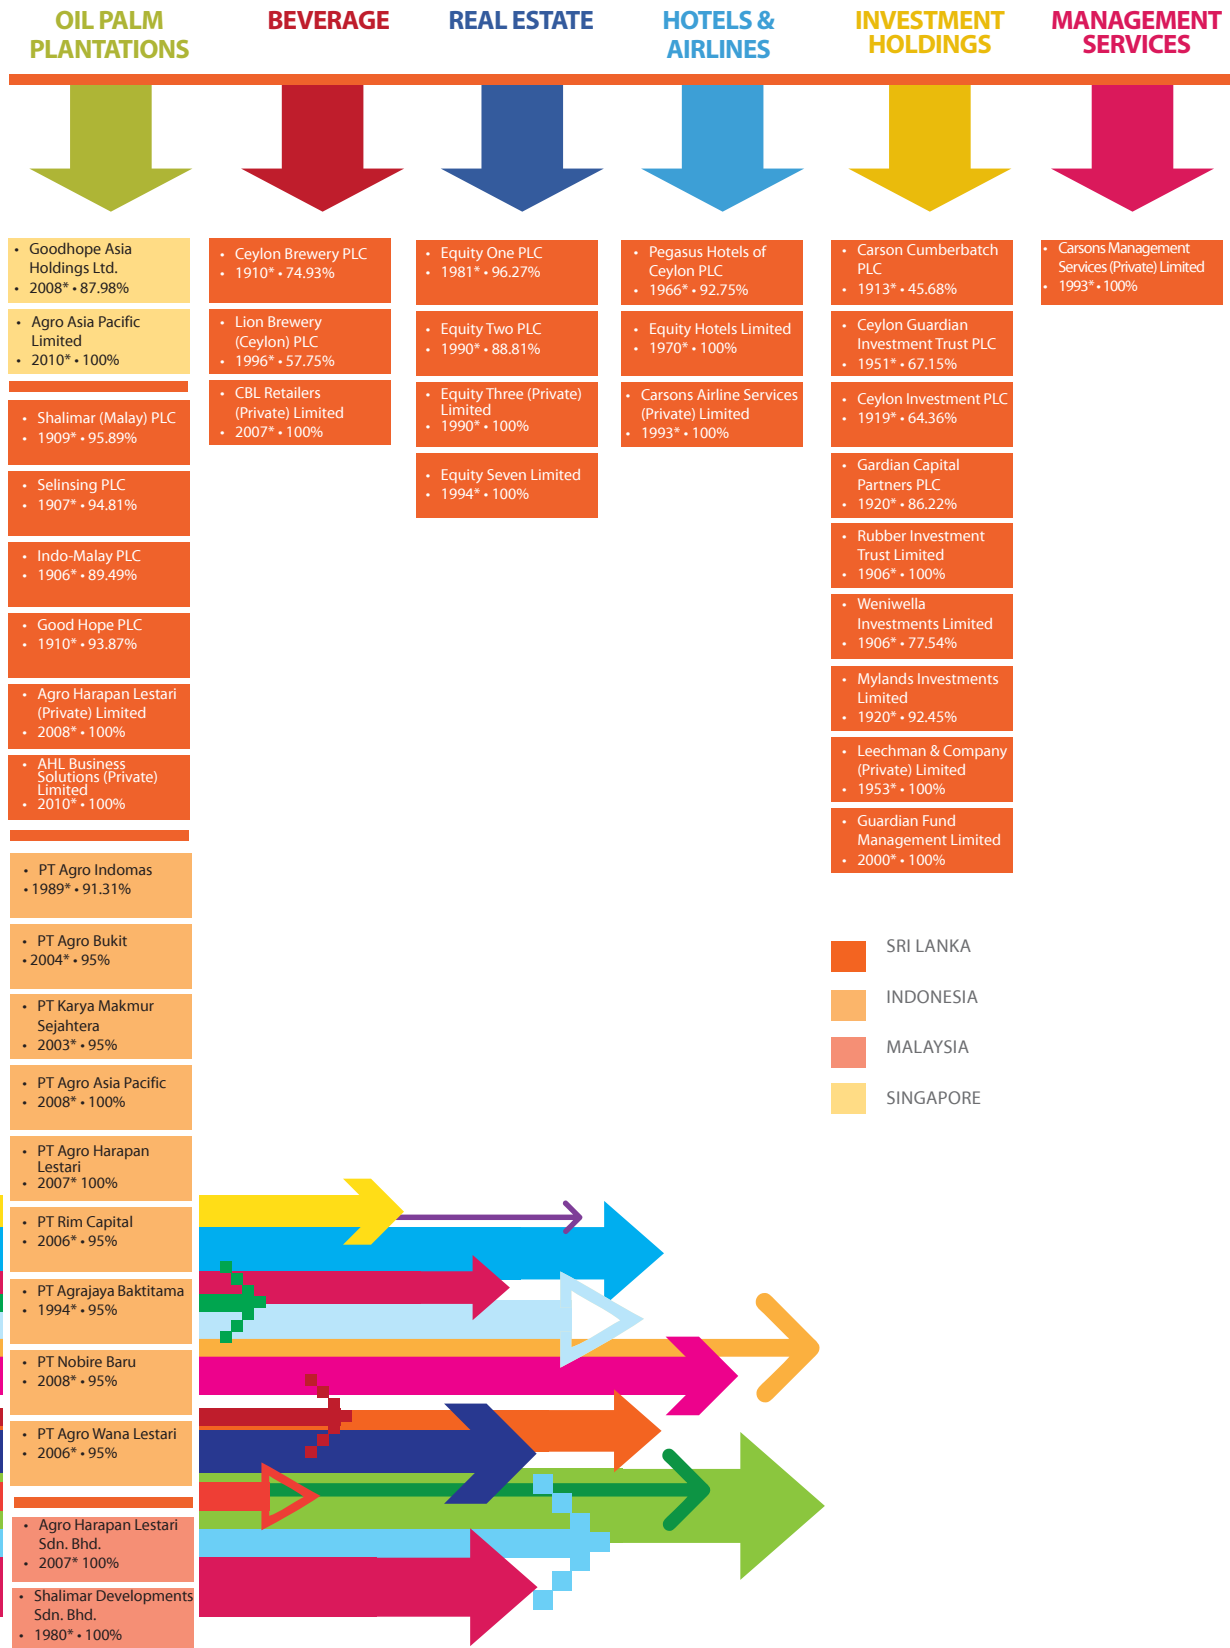 OIL PALM
PLANTATIONS
BEVERAGE
REAL ESTATE
HOTELS &
AIRLINES
INVESTMENT
HOLDINGS
MANAGEMENT
SERVICES
• Goodhope Asia
Holdings Ltd.
• 2008* • 87.98%
• Agro Asia Pacific
Limited
• 2010* • 100%
• Shalimar (Malay) PLC
• 1909* • 95.89%
• Selinsing PLC
• 1907* • 94.81%
• Indo-Malay PLC
• 1906* • 89.49%
• Good Hope PLC
• 1910* • 93.87%
• Agro Harapan Lestari
(Private) Limited
• 2008* • 100%
• AHL Business
Solutions (Private)
Limited
• 2010* • 100%
• PT Agro Indomas
• 1989* • 91.31%
• PT Agro Bukit
• 2004* • 95%
• PT Karya Makmur
Sejahtera
• 2003* • 95%
• PT Agro Asia Pacific
• 2008* • 100%
• PT Agro Harapan
Lestari
• 2007* 100%
• PT Rim Capital
• 2006* • 95%
• PT Agrajaya Baktitama
• 1994* • 95%
• PT Nobire Baru
• 2008* • 95%
• PT Agro Wana Lestari
• 2006* • 95%
• Agro Harapan Lestari
Sdn. Bhd.
• 2007* 100%
• Shalimar Developments
Sdn. Bhd.
• 1980* • 100%
• Ceylon Brewery PLC
• 1910* • 74.93%
• Lion Brewery
(Ceylon) PLC
• 1996* • 57.75%
• CBL Retailers
(Private) Limited
• 2007* • 100%
• Equity One PLC
• 1981* • 96.27%
• Equity Two PLC
• 1990* • 88.81%
• Equity Three (Private)
Limited
• 1990* • 100%
• Equity Seven Limited
• 1994* • 100%
• Pegasus Hotels of
Ceylon PLC
• 1966* • 92.75%
• Equity Hotels Limited
• 1970* • 100%
• Carsons Airline Services
(Private) Limited
• 1993* • 100%
• Carson Cumberbatch
PLC
• 1913* • 45.68%
• Ceylon Guardian
Investment Trust PLC
• 1951* • 67.15%
• Ceylon Investment PLC
• 1919* • 64.36%
• Gardian Capital
Partners PLC
• 1920* • 86.22%
• Rubber Investment
Trust Limited
• 1906* • 100%
• Weniwella
Investments Limited
• 1906* • 77.54%
• Mylands Investments
Limited
• 1920* • 92.45%
• Leechman & Company
(Private) Limited
• 1953* • 100%
• Guardian Fund
Management Limited
• 2000* • 100%
• Carsons Management
Services (Private) Limited
• 1993* • 100%
SRI LANKA
INDONESIA
MALAYSIA
SINGAPORE